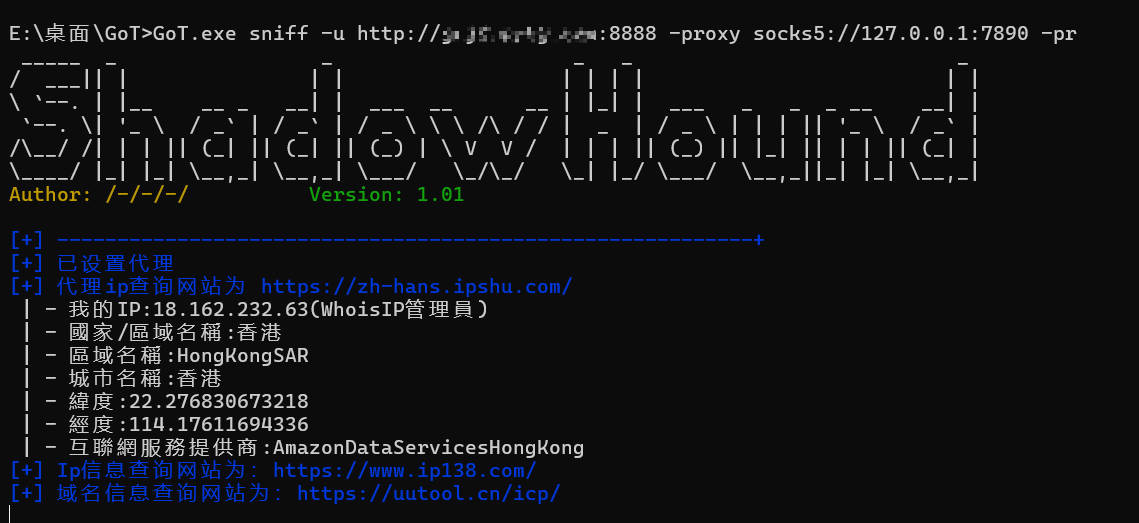 E:\桌面\GoT>GoT.exe sniff -u http:// :8888 -proxy socks5://127.0.0.1:7890 -pr
ShadowHound
Author: /-/-/-/ Version: 1.01
[+] ----------------------------------------------------------+
[+] 已设置代理
[+] 代理ip查询网站为 https://zh-hans.ipshu.com/
| - 我的IP:18.162.232.63(WhoisIP管理員)
| - 國家/區域名稱:香港
| - 區域名稱:HongKongSAR
| - 城市名稱:香港
| - 緯度:22.276830673218
| - 經度:114.17611694336
| - 互聯網服務提供商:AmazonDataServicesHongKong
[+] Ip信息查询网站为: https://www.ip138.com/
[+] 域名信息查询网站为: https://uutool.cn/icp/